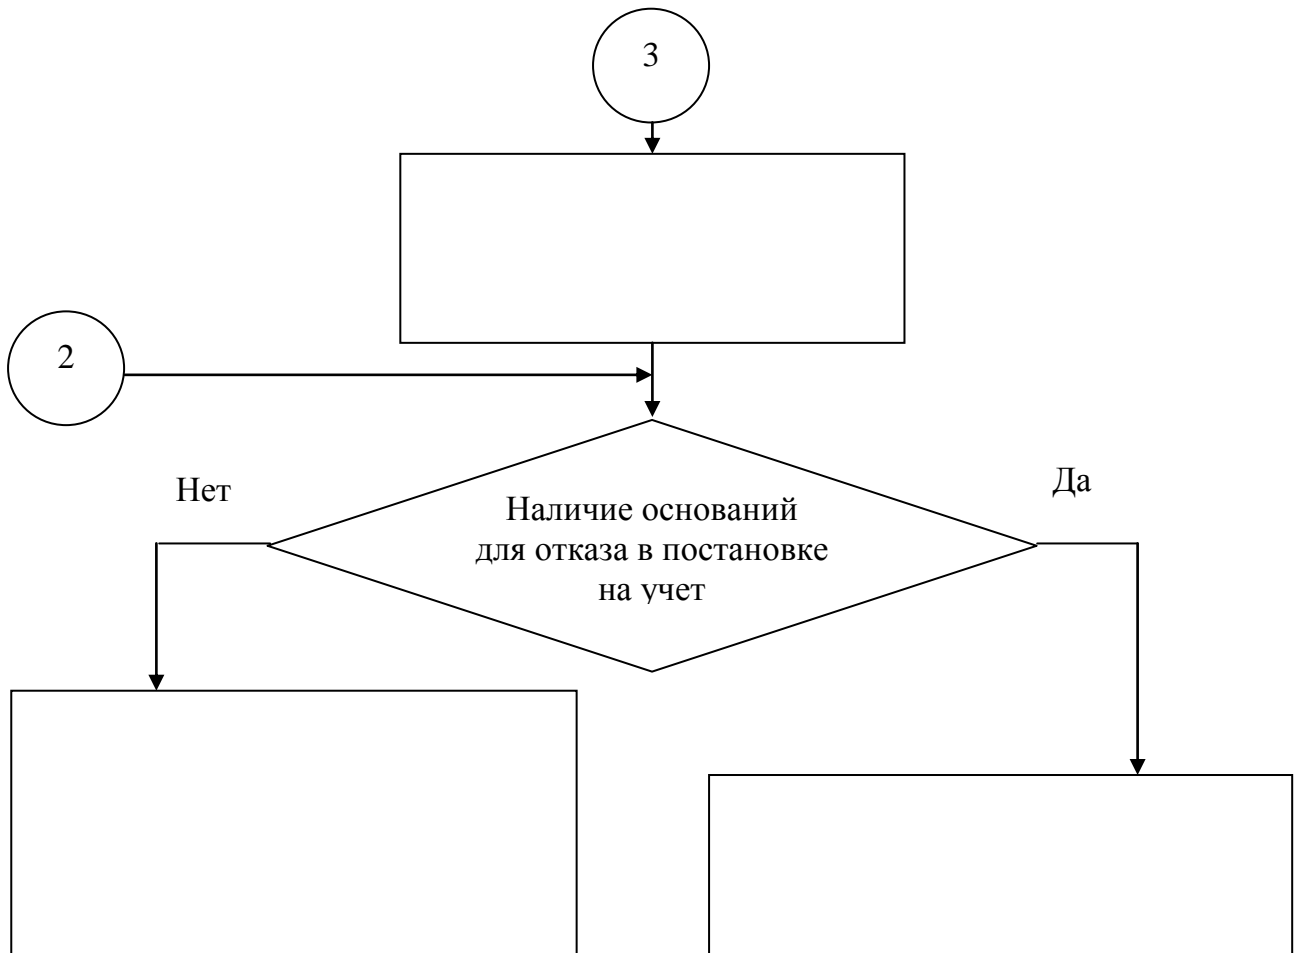 3
2
Нет
Да
Наличие оснований
для отказа в постановке
на учет